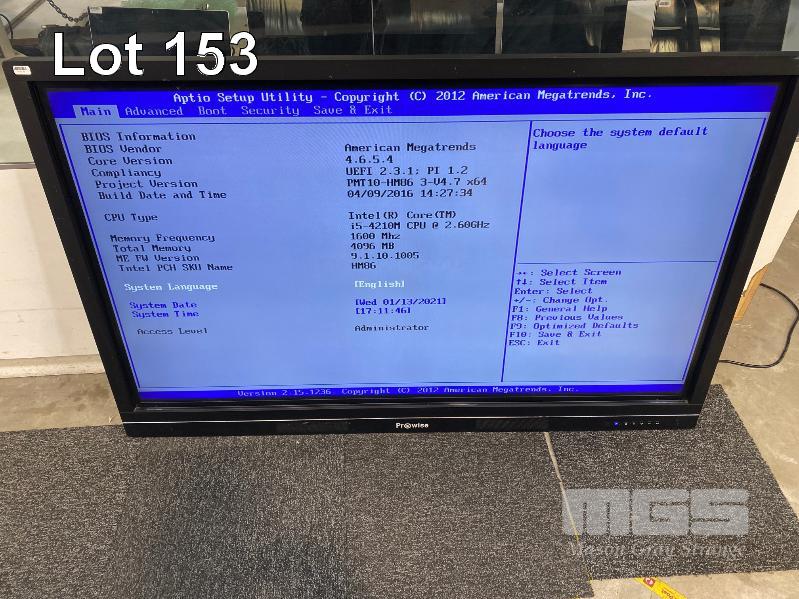 Lot 153
Aptio Setup Utility - Copyright (C) 2012 American Megatrends, Inc.
Main Advanced Boot Security Save & Exit
BIOS Information
BIOS Vendor American Megatrends
Core Version 4.6.5.4
Compliancy UEFI 2.3.1; PI 1.2
Project Version PMT10-HM86 3-V4.7 x64
Build Date and Time 04/09/2016 14:27:34
CPU Type Intel(R) Core(TM)
i5-4210M CPU @ 2.60GHz
Memory Frequency 1600 Mhz
Total Memory 4096 MB
ME FW Version 9.1.10.1005
Intel PCH SKU Name HM86
System Language [English]
System Date [Wed 01/13/2021]
System Time [17:11:46]
Access Level Administrator
Choose the system default
language
→←: Select Screen
↑↓: Select Item
Enter: Select
+/-: Change Opt.
F1: General Help
F8: Previous Values
F9: Optimized Defaults
F10: Save & Exit
ESC: Exit
Version 2.15.1236. Copyright (C) 2012 American Megatrends, Inc.
Prowise
MGS
Mason Gray Strange